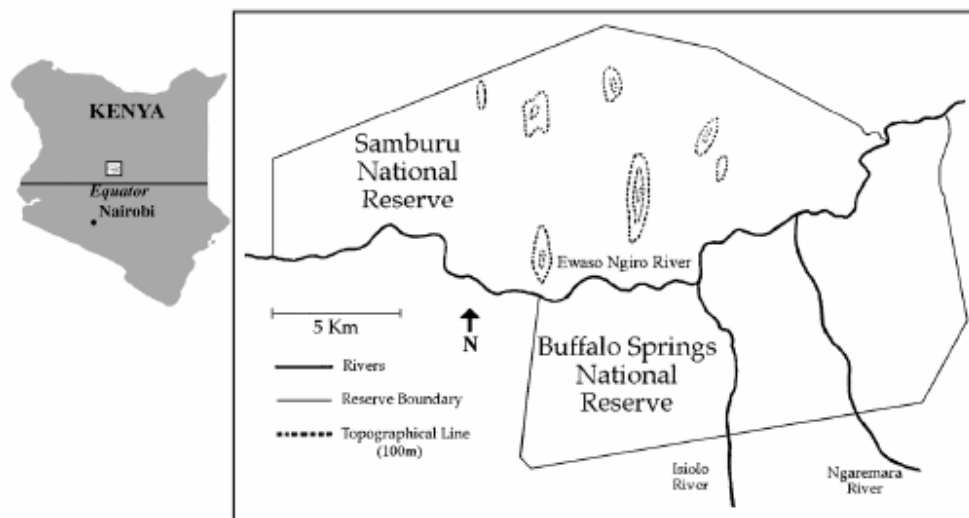 KENYA
Equator
Nairobi
Samburu
National
Reserve
Ewaso Ngiro River
5 Km
N
Buffalo Springs
National
Reserve
Rivers
Reserve Boundary
Topographical Line
(100m)
Isiolo
River
Ngaremara
River